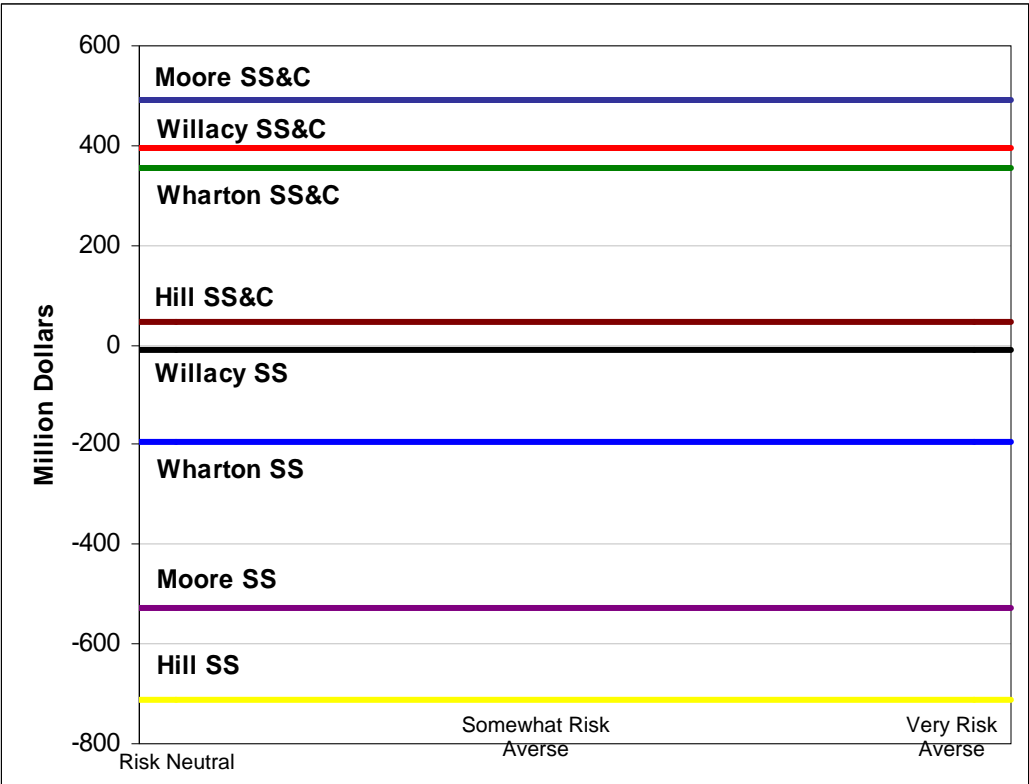 600
Moore SS&C
Willacy SS&C
400
Wharton SS&C
200
Hill SS&C
0
Willacy SS
Million Dollars
-200
Wharton SS
-400
Moore SS
-600
Hill SS
-800
Risk Neutral
Somewhat Risk
Averse
Very Risk
Averse